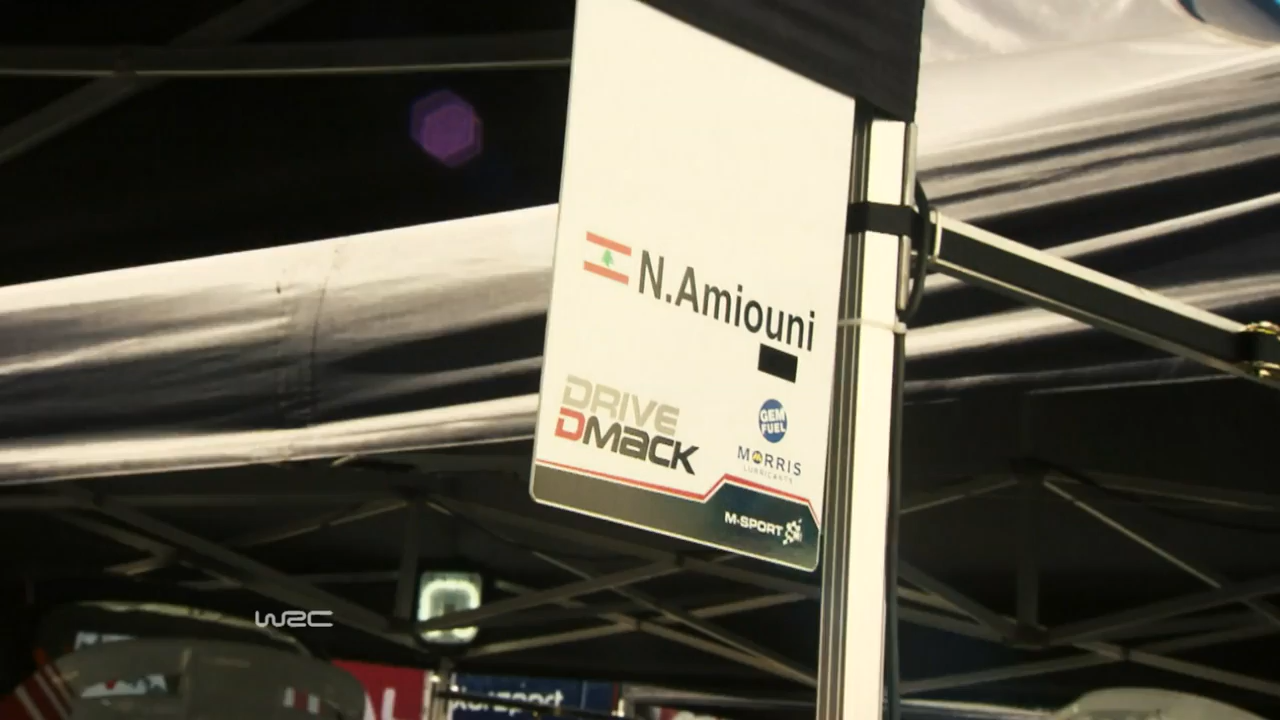 N.Amiouni
DRIVE
DMACK
GEM
FUEL
MORRIS
LUBRICANTS
M-SPORT
WRC